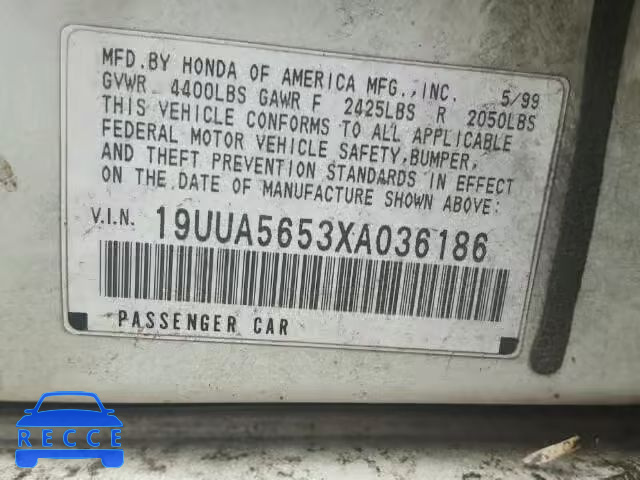 MFD. BY HONDA OF AMERICA MFG., INC. 5/99
GVWR 4400LBS GAWR F 2425LBS R 2050LBS
THIS VEHICLE CONFORMS TO ALL APPLICABLE
FEDERAL MOTOR VEHICLE SAFETY, BUMPER,
AND THEFT PREVENTION STANDARDS IN EFFECT
ON THE DATE OF MANUFACTURE SHOWN ABOVE:
V.I.N. 19UUA5653XA036186
PASSENGER CAR
RECCE